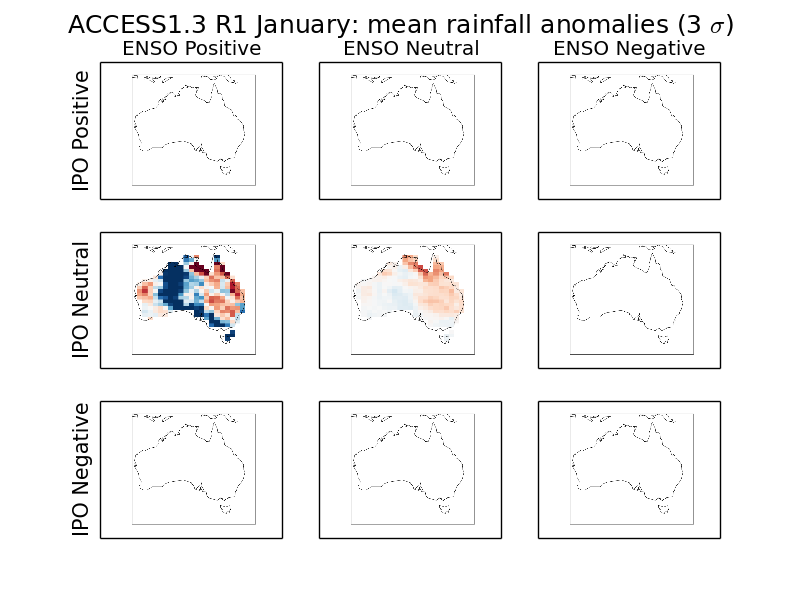 ACCESS1.3 R1 January: mean rainfall anomalies (3 σ)
ENSO Positive ENSO Neutral ENSO Negative
IPO Positive
IPO Neutral
IPO Negative